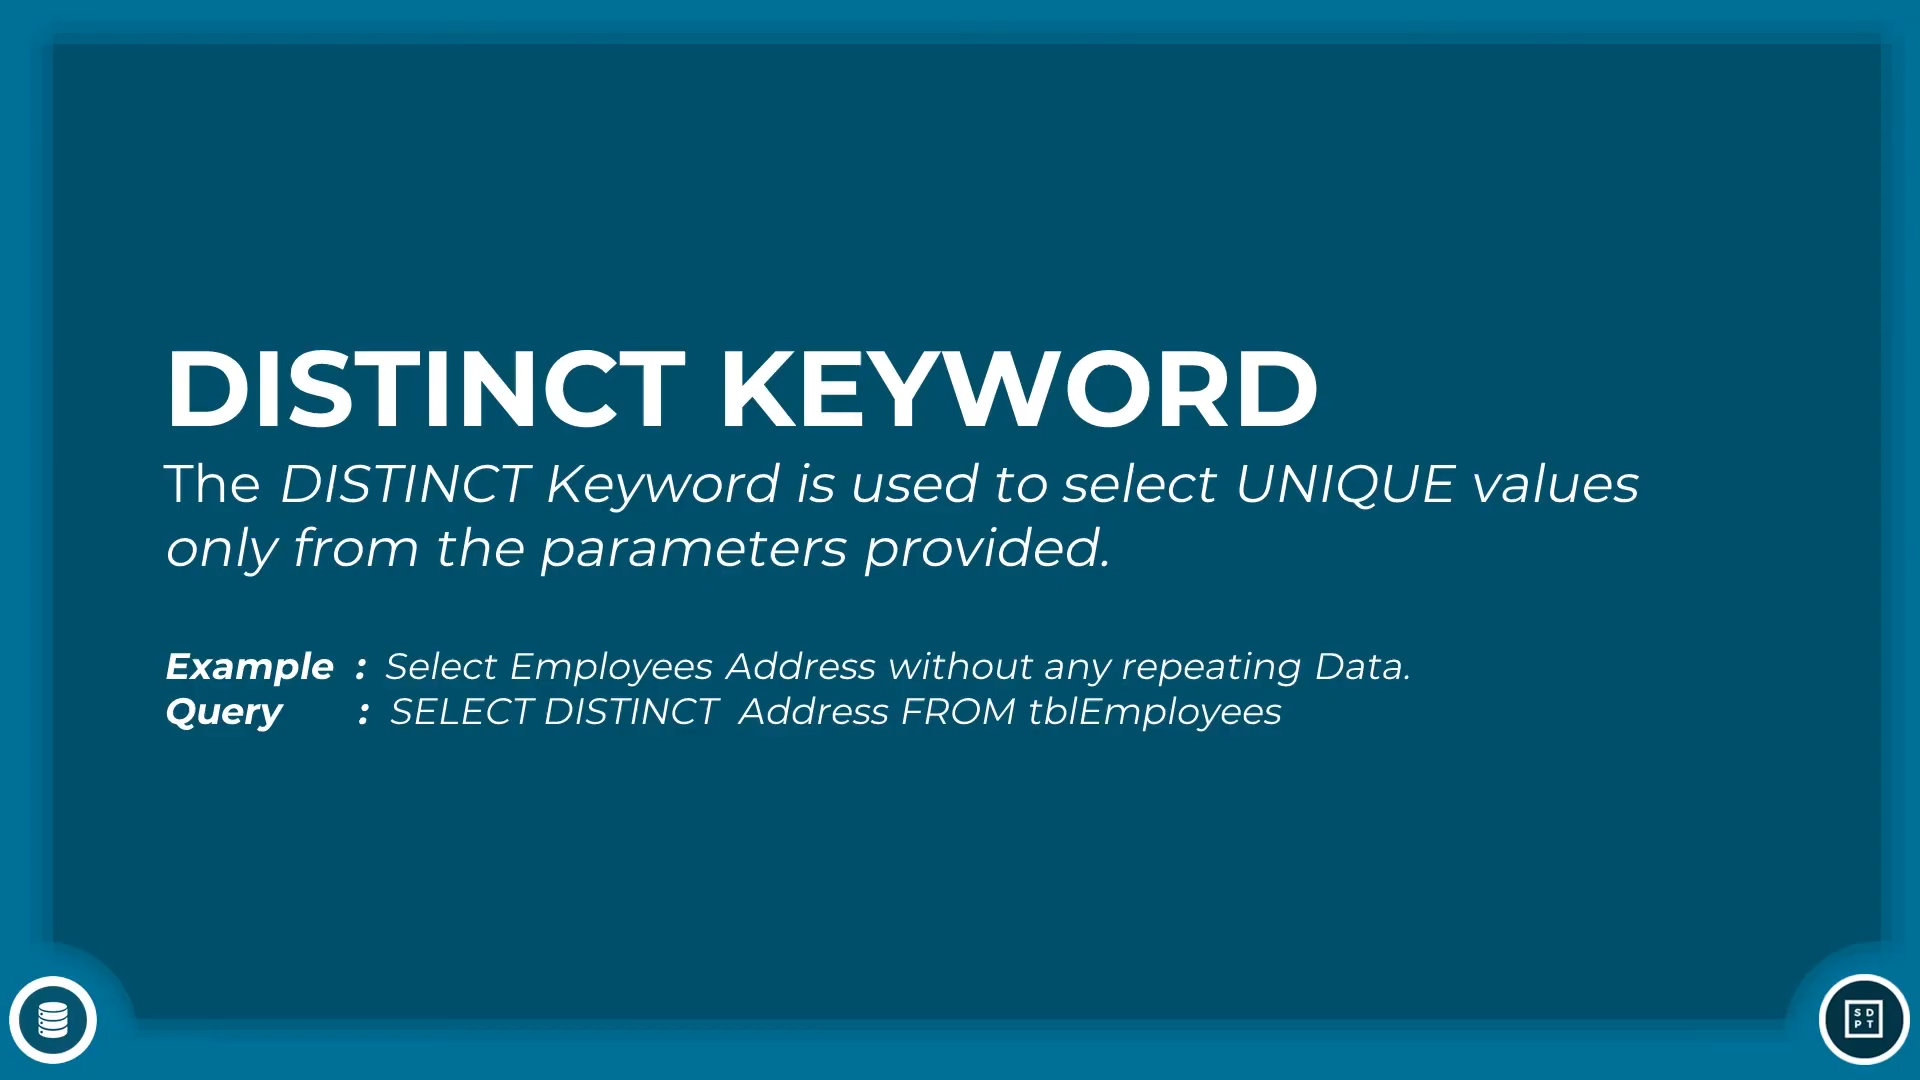 DISTINCT KEYWORD
The DISTINCT Keyword is used to select UNIQUE values
only from the parameters provided.
Example : Select Employees Address without any repeating Data.
Query : SELECT DISTINCT Address FROM tblEmployees
S D
P T